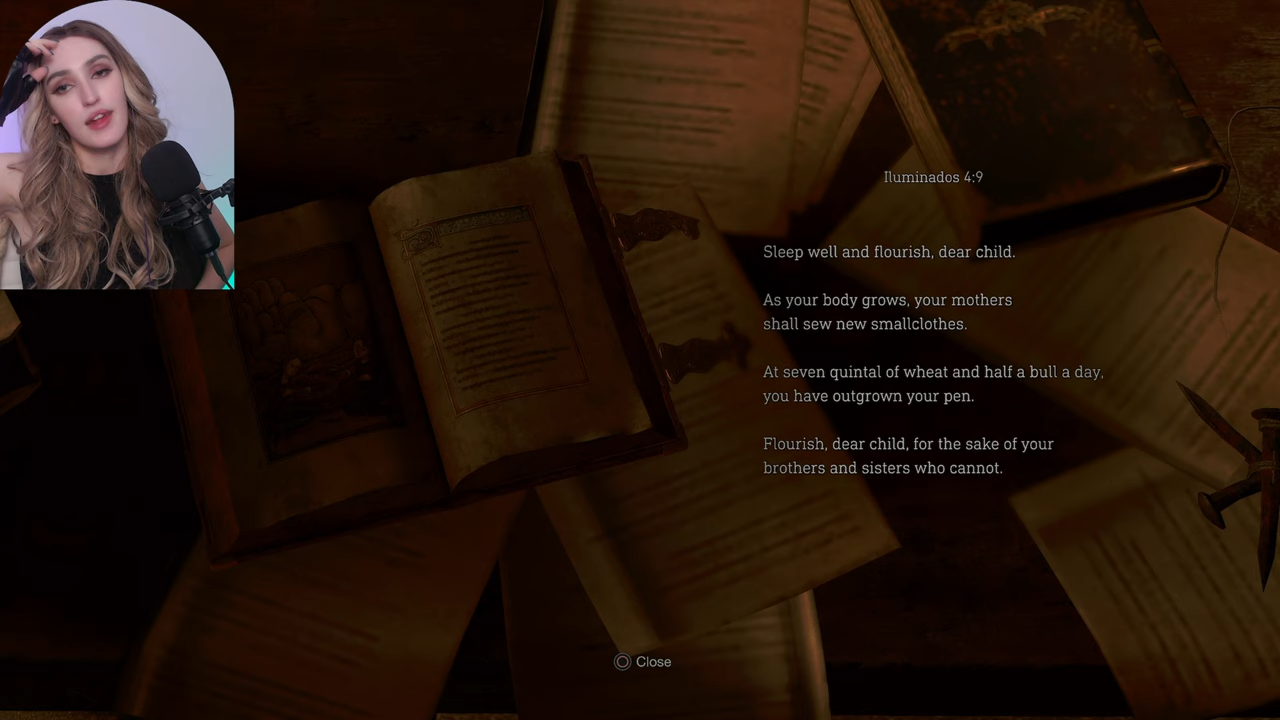 Iluminados 4:9
Sleep well and flourish, dear child.
As your body grows, your mothers
shall sew new smallclothes.
At seven quintal of wheat and half a bull a day,
you have outgrown your pen.
Flourish, dear child, for the sake of your
brothers and sisters who cannot.
Close